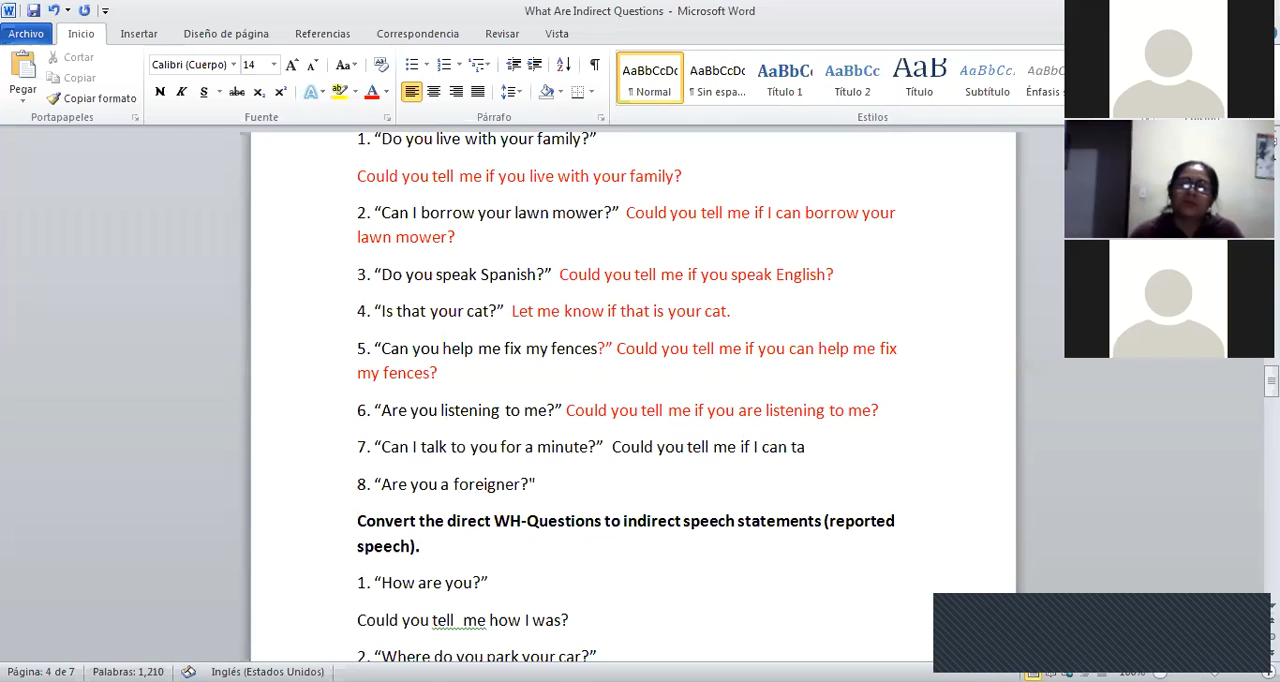 What Are Indirect Questions - Microsoft Word
Archivo Inicio Insertar Diseño de página Referencias Correspondencia Revisar Vista
Cortar
Copiar
Copiar formato
Pegar
Portapapeles
Calibri (Cuerpo) 14
Fuente
Párrafo
AaBbCcDc AaBbCcDc AaBbC AaBbCc AaB AaBbCc.
¶ Normal ¶ Sin espa... Título 1 Título 2 Título Subtítulo Énfasis
Estilos
1. “Do you live with your family?”
Could you tell me if you live with your family?
2. “Can I borrow your lawn mower?” Could you tell me if I can borrow your
lawn mower?
3. “Do you speak Spanish?” Could you tell me if you speak English?
4. “Is that your cat?” Let me know if that is your cat.
5. “Can you help me fix my fences?” Could you tell me if you can help me fix
my fences?
6. “Are you listening to me?” Could you tell me if you are listening to me?
7. “Can I talk to you for a minute?” Could you tell me if I can ta
8. “Are you a foreigner?"
Convert the direct WH-Questions to indirect speech statements (reported
speech).
1. “How are you?”
Could you tell me how I was?
2. “Where do you park your car?”
Página: 4 de 7 Palabras: 1,210 Inglés (Estados Unidos)